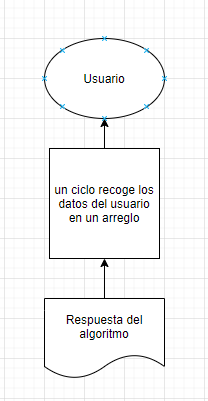 Usuario
un ciclo recoge los
datos del usuario
en un arreglo
Respuesta del
algoritmo